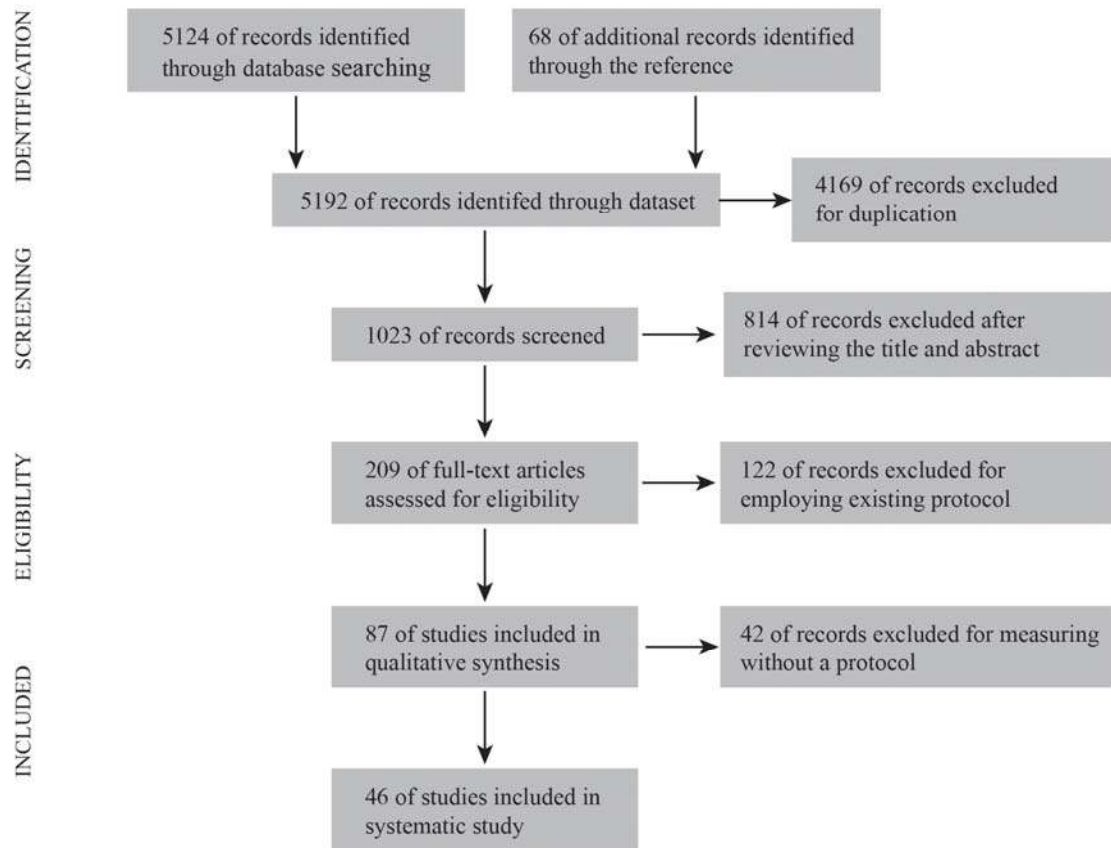 IDENTIFICATION
5124 of records identified
through database searching
68 of additional records identified
through the reference
5192 of records identifed through dataset
4169 of records excluded
for duplication
SCREENING
1023 of records screened
814 of records excluded after
reviewing the title and abstract
ELIGIBILITY
209 of full-text articles
assessed for eligibility
122 of records excluded for
employing existing protocol
INCLUDED
87 of studies included in
qualitative synthesis
42 of records excluded for measuring
without a protocol
46 of studies included in
systematic study